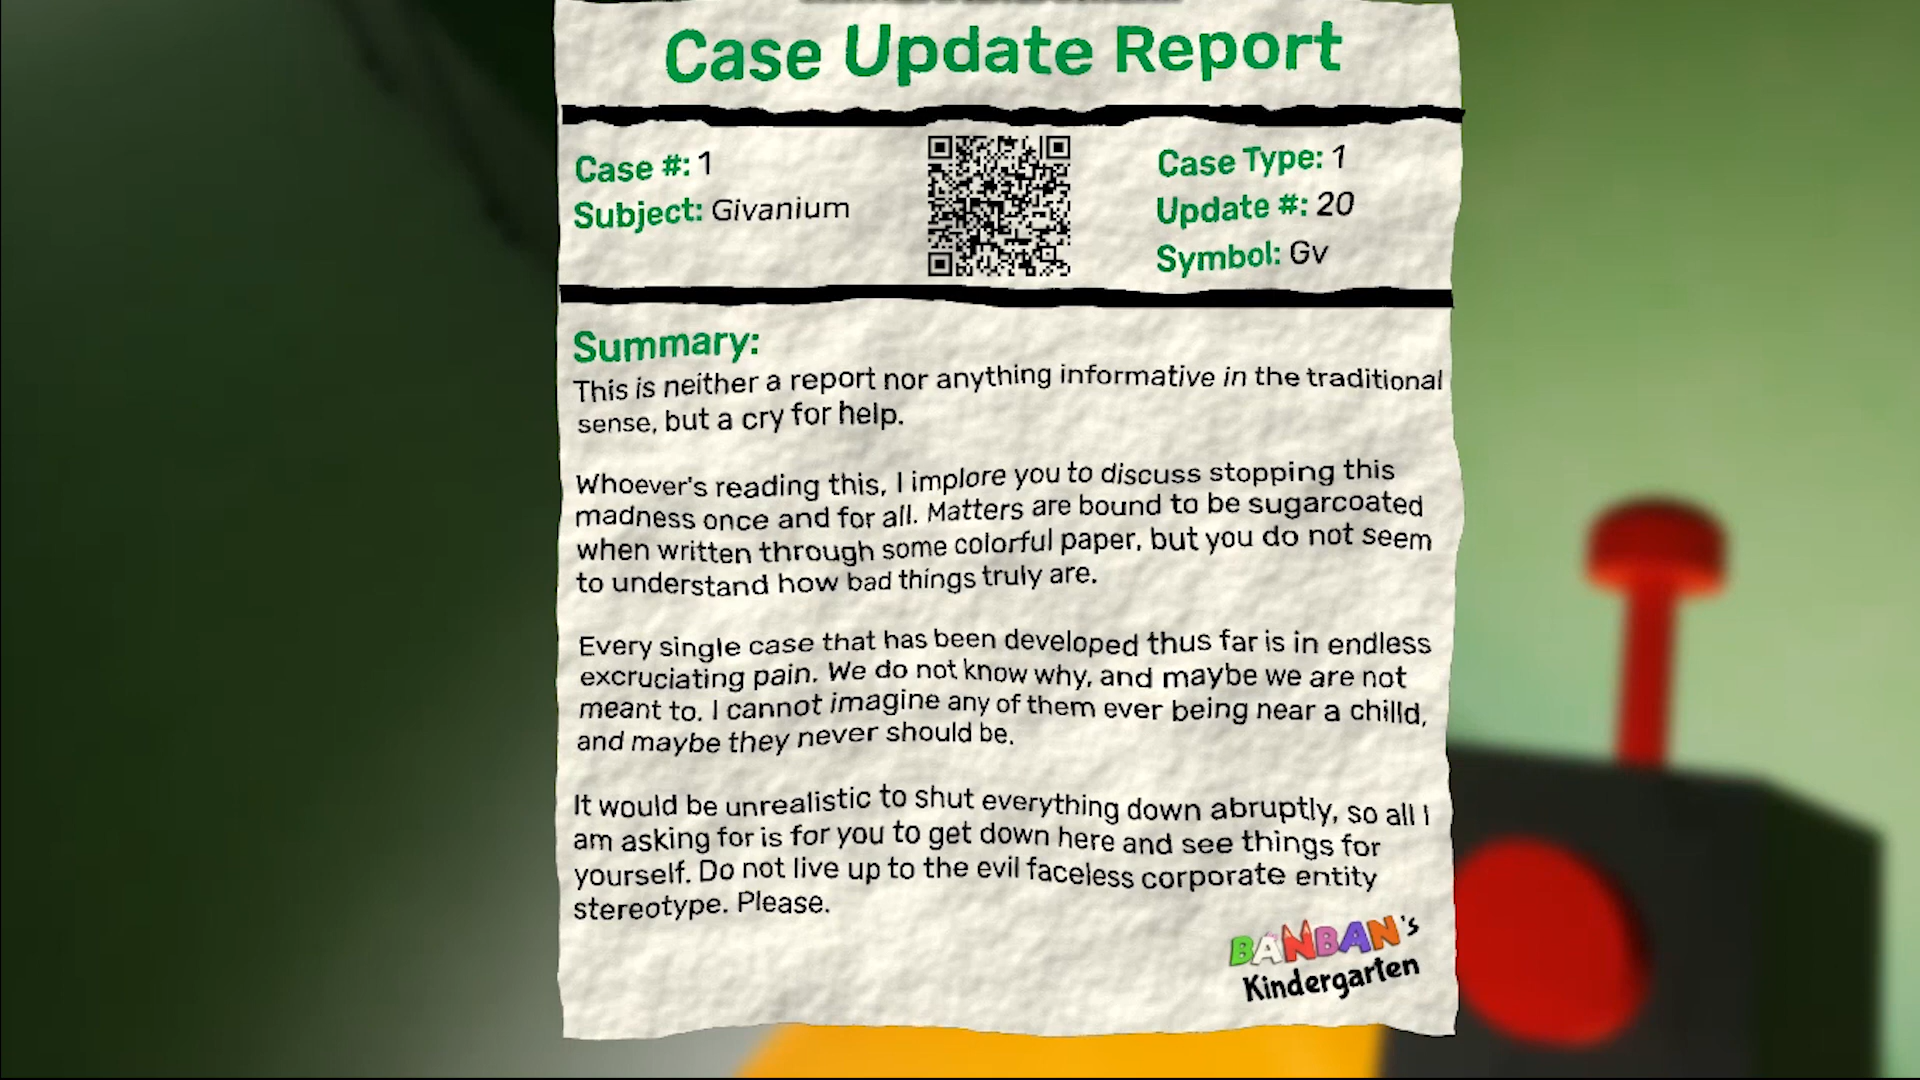 Case Update Report
Case #: 1
Subject: Givanium
Case Type: 1
Update #: 20
Symbol: Gv
Summary:
This is neither a report nor anything informative in the traditional
sense, but a cry for help.
Whoever's reading this, I implore you to discuss stopping this
madness once and for all. Matters are bound to be sugarcoated
when written through some colorful paper, but you do not seem
to understand how bad things truly are.
Every single case that has been developed thus far is in endless
excruciating pain. We do not know why, and maybe we are not
meant to. I cannot imagine any of them ever being near a chilld,
and maybe they never should be.
It would be unrealistic to shut everything down abruptly, so all I
am asking for is for you to get down here and see things for
yourself. Do not live up to the evil faceless corporate entity
stereotype. Please.
BANBAN's
Kindergarten